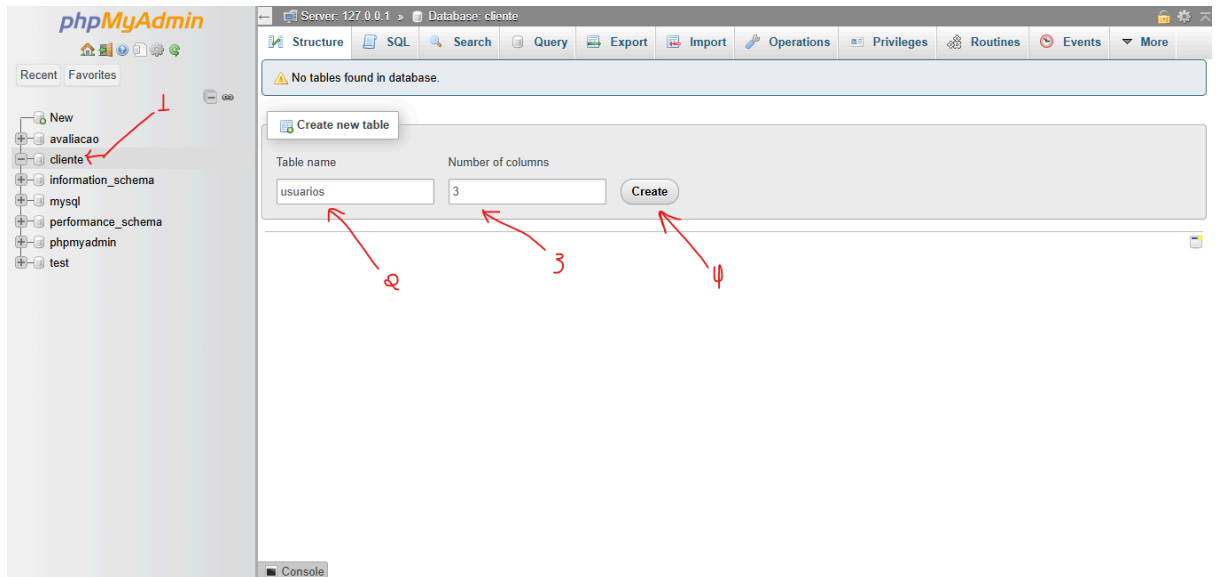 phpMyAdmin
Recent Favorites
New
avaliacao
cliente
information_schema
mysql
performance_schema
phpmyadmin
test
1
Server: 127.0.0.1 » Database: cliente
Structure SQL Search Query Export Import Operations Privileges Routines Events More
No tables found in database.
Create new table
Table name Number of columns
usuarios 3 Create
2 3 4
Console